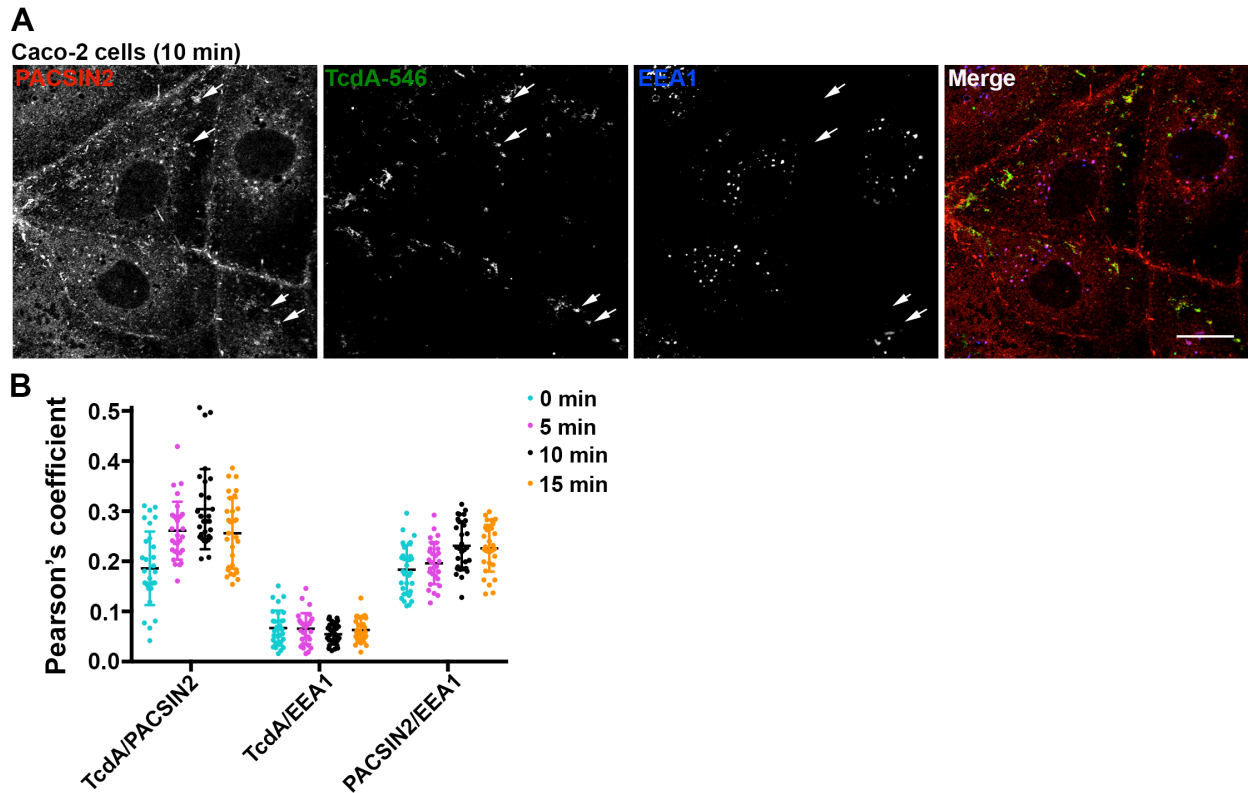 A
Caco-2 cells (10 min)
PACSIN2 TcdA-546 EEA1 Merge
B
Pearson's coefficient
0.5
0.4
0.3
0.2
0.1
0.0
TcdA/PACSIN2
TcdA/EEA1
PACSIN2/EEA1
0 min
5 min
10 min
15 min